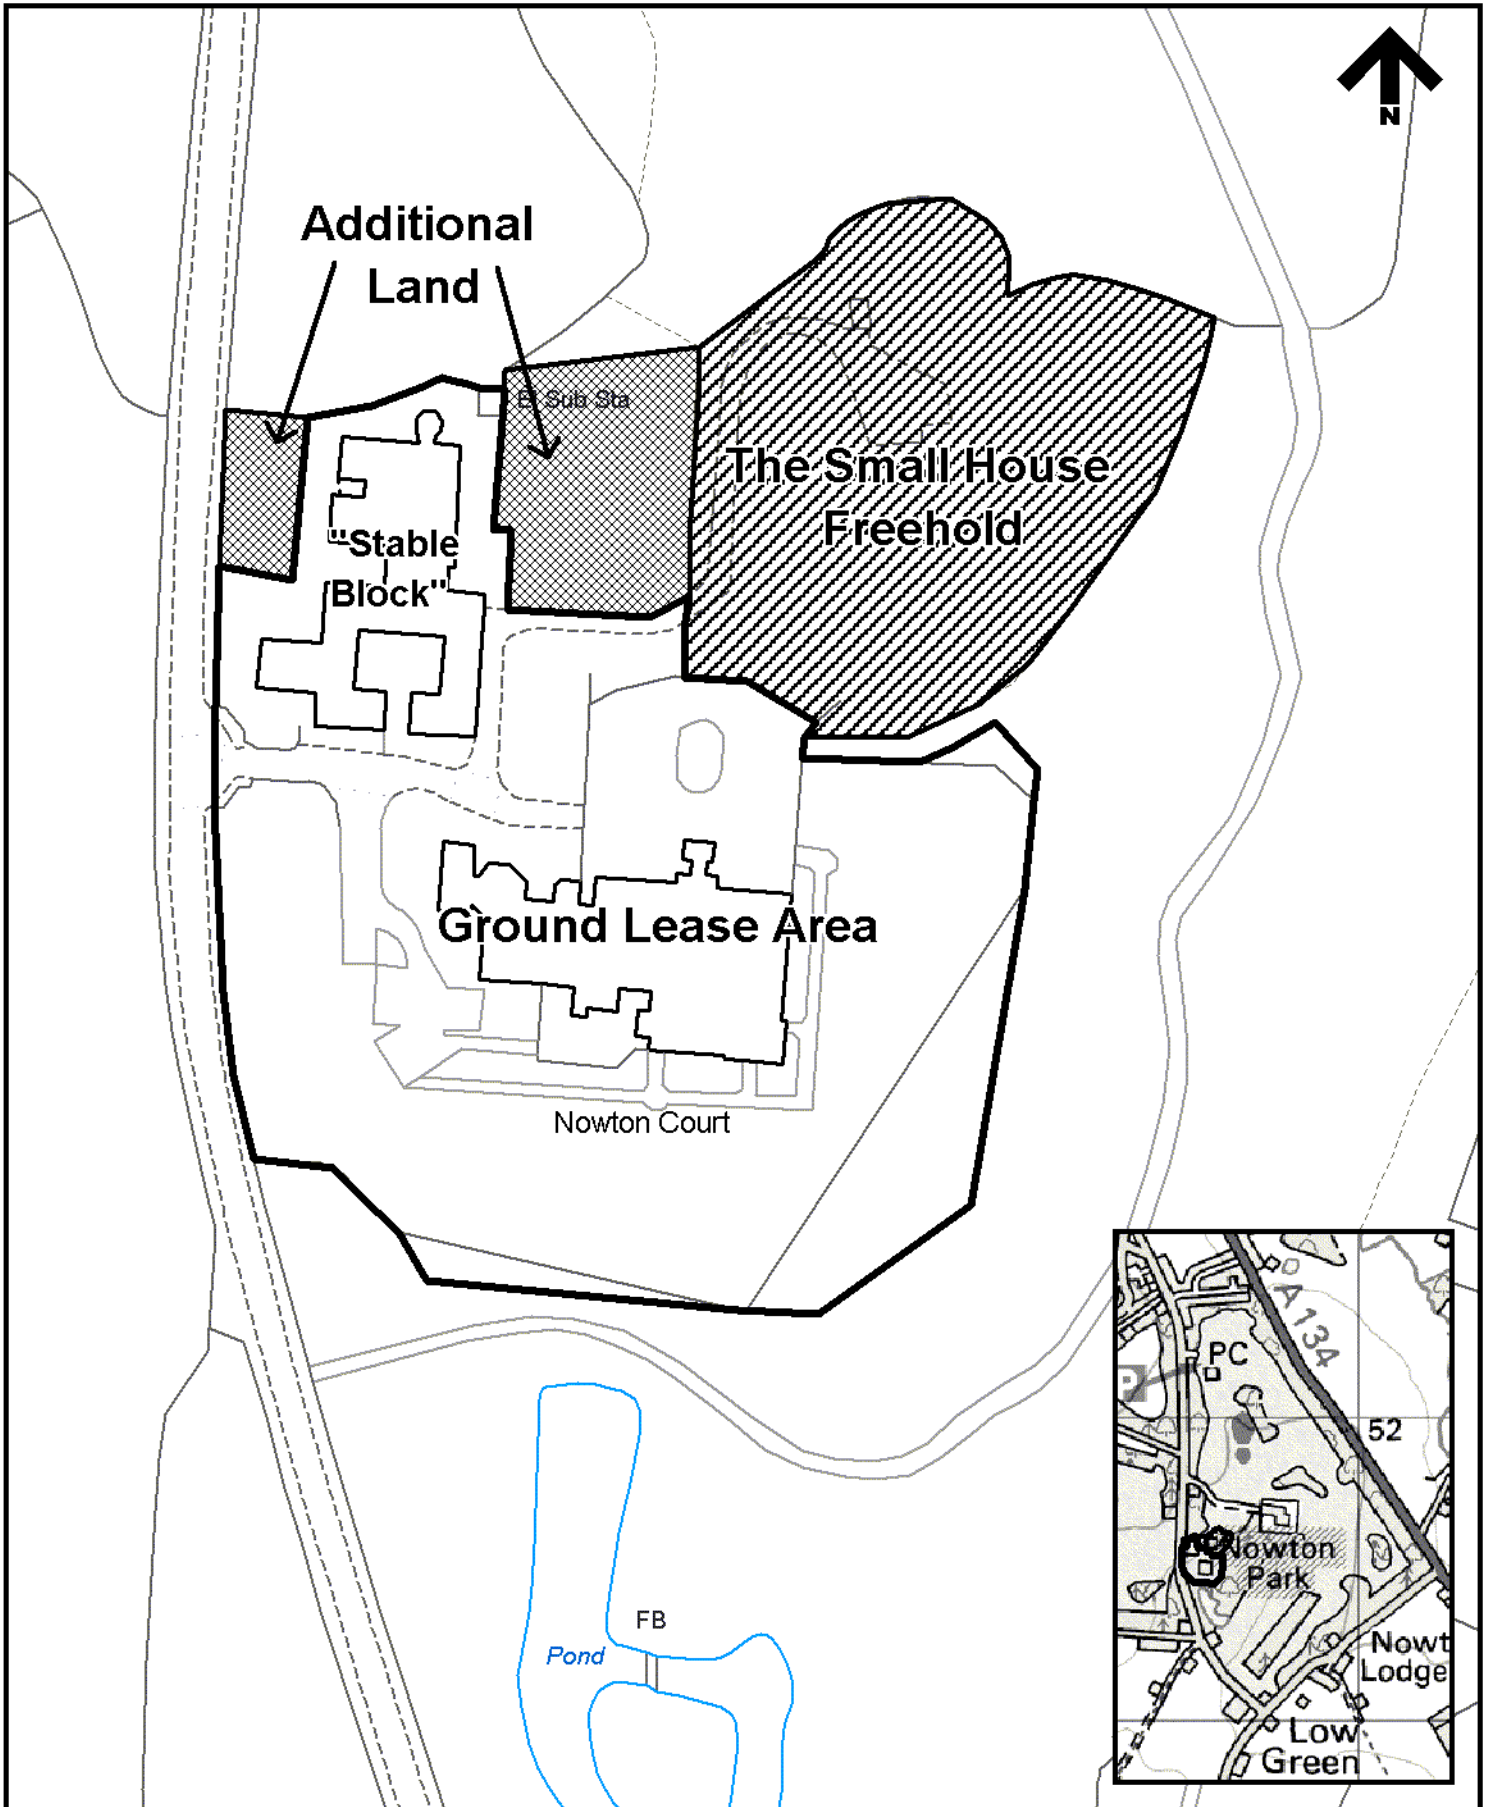 N
Additional
Land
El Sub Sta
The Small House
Freehold
"Stable
Block"
Ground Lease Area
Nowton Court
FB
Pond
A 134
PC
P
52
Nowton
Park
Nowt
Lodge
Low
Green